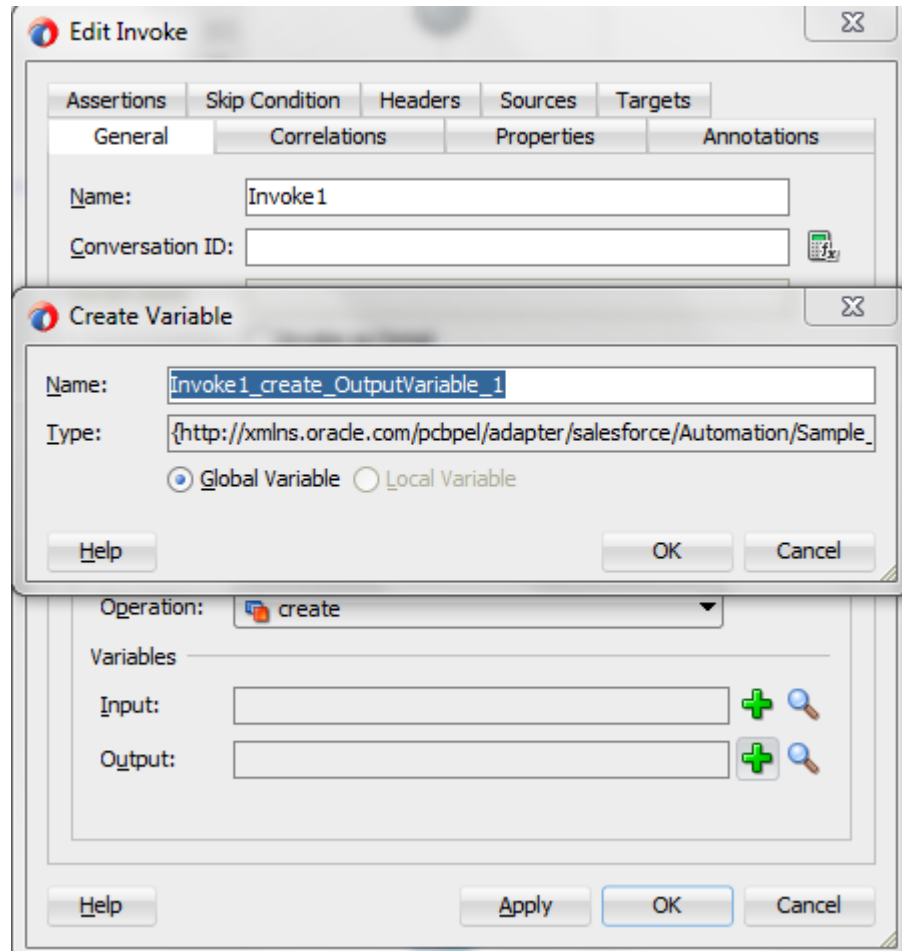 Edit Invoke
Assertions Skip Condition Headers Sources Targets
General Correlations Properties Annotations
Name: Invoke1
Conversation ID:
Create Variable
Name: Invoke1_create_OutputVariable_1
Type: {http://xmlns.oracle.com/pcbpel/adapter/salesforce/Automation/Sample_
Global Variable Local Variable
Help OK Cancel
Operation: create
Variables
Input:
Output:
Help Apply OK Cancel